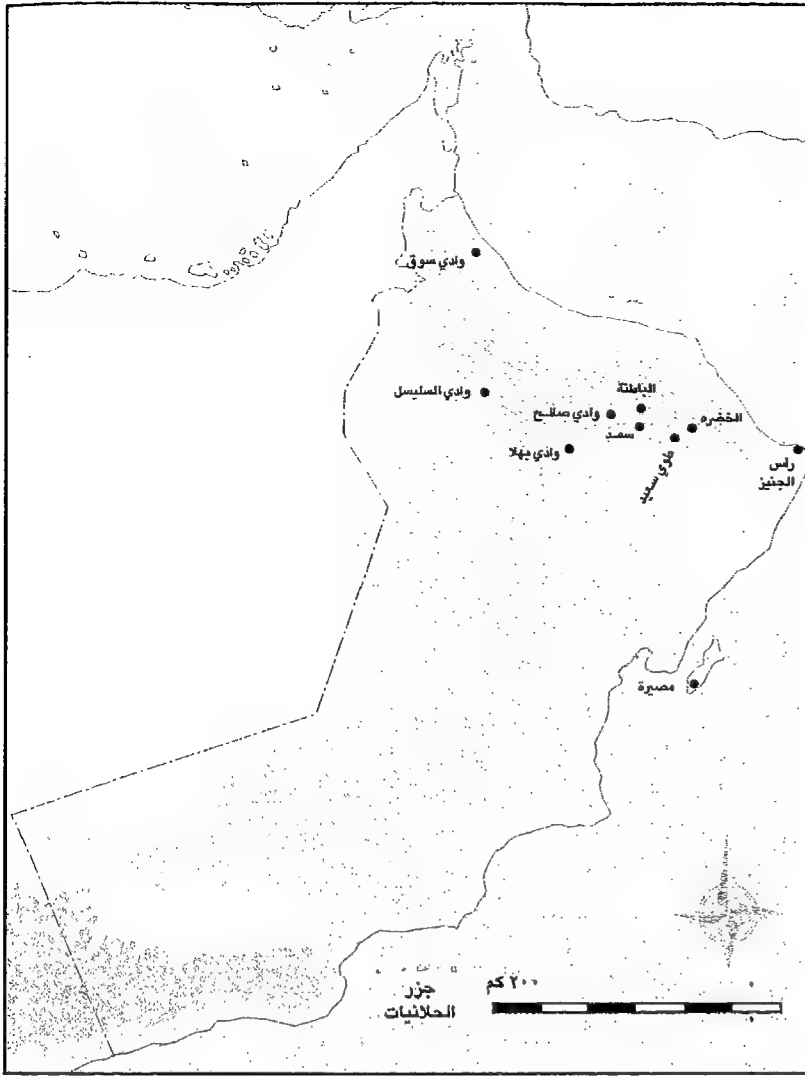 وادي سوق
وادي السليسل
الباطنة
وادي صالح
الخضره
سمد
طوي سعيد
وادي بهلا
راس
الجنيز
مصيرة
جزر
الحلانيات
٢٠٠ كم